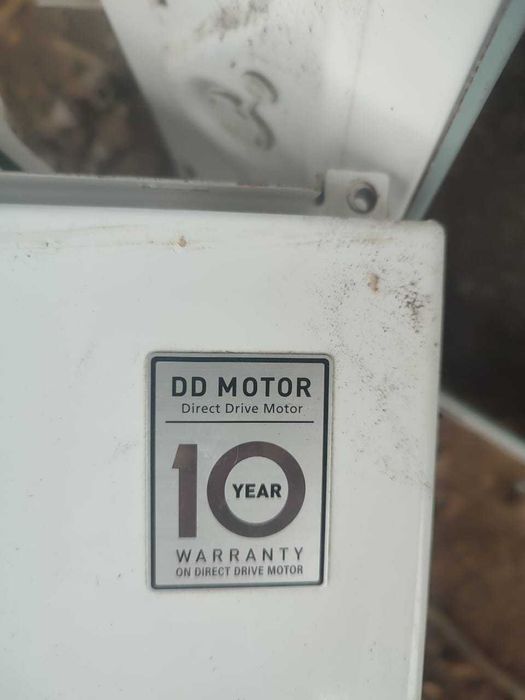 DD MOTOR
Direct Drive Motor
10
YEAR
WARRANTY
ON DIRECT DRIVE MOTOR